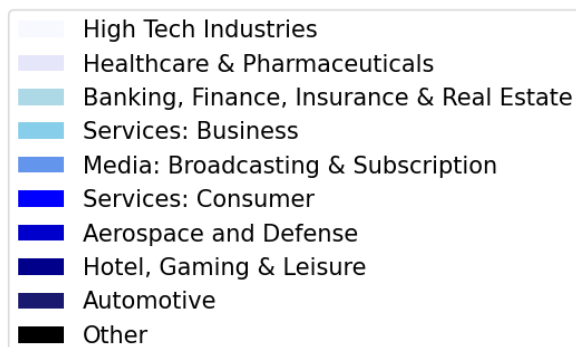 High Tech Industries
Healthcare & Pharmaceuticals
Banking, Finance, Insurance & Real Estate
Services: Business
Media: Broadcasting & Subscription
Services: Consumer
Aerospace and Defense
Hotel, Gaming & Leisure
Automotive
Other